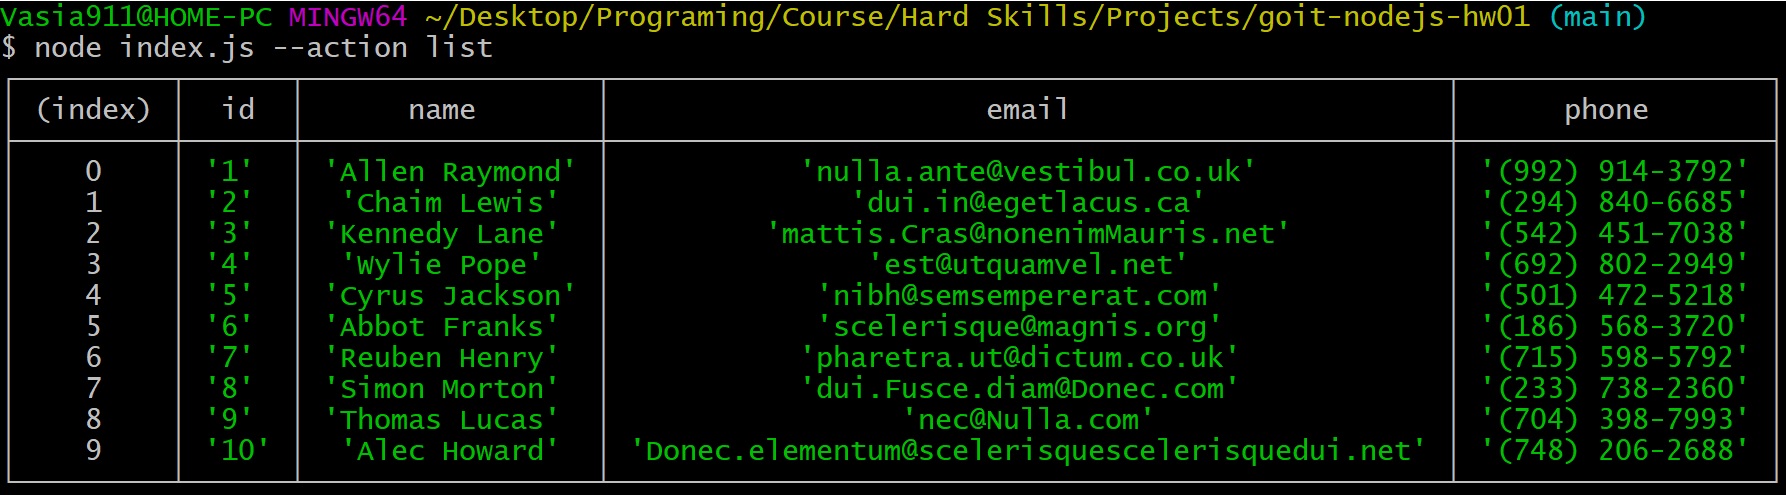 Vasia911@HOME-PC MINGW64 ~/Desktop/Programing/Course/Hard Skills/Projects/goit-nodejs-hw01 (main)
$ node index.js --action list
(index) id name email phone
0 '1' 'Allen Raymond' 'nulla.ante@vestibul.co.uk' '(992) 914-3792'
1 '2' 'Chaim Lewis' 'dui.in@egetlacus.ca' '(294) 840-6685'
2 '3' 'Kennedy Lane' 'mattis.Cras@nonenimMauris.net' '(542) 451-7038'
3 '4' 'Wylie Pope' 'est@utquamvel.net' '(692) 802-2949'
4 '5' 'Cyrus Jackson' 'nibh@semsempererat.com' '(501) 472-5218'
5 '6' 'Abbot Franks' 'scelerisque@magnis.org' '(186) 568-3720'
6 '7' 'Reuben Henry' 'pharetra.ut@dictum.co.uk' '(715) 598-5792'
7 '8' 'Simon Morton' 'dui.Fusce.diam@Donec.com' '(233) 738-2360'
8 '9' 'Thomas Lucas' 'nec@Nulla.com' '(704) 398-7993'
9 '10' 'Alec Howard' 'Donec.elementum@scelerisquescelerisquedui.net' '(748) 206-2688'